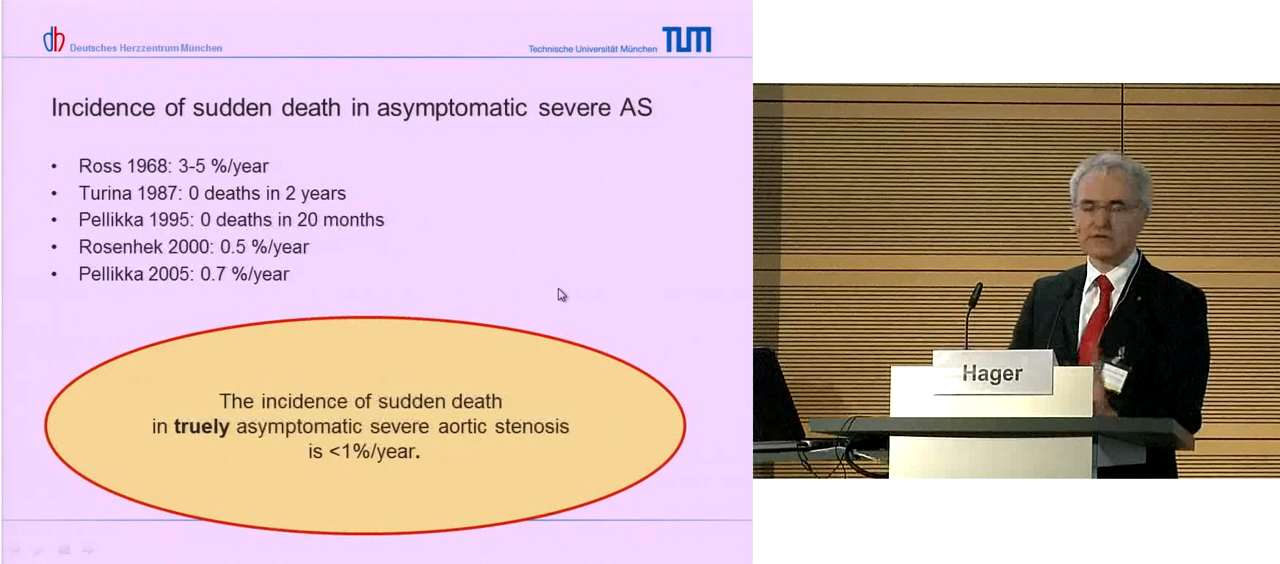 dh Deutsches Herzzentrum München
Technische Universität München TUM
Incidence of sudden death in asymptomatic severe AS
• Ross 1968: 3-5 %/year
• Turina 1987: 0 deaths in 2 years
• Pellikka 1995: 0 deaths in 20 months
• Rosenhek 2000: 0.5 %/year
• Pellikka 2005: 0.7 %/year
The incidence of sudden death
in truely asymptomatic severe aortic stenosis
is <1%/year.
Hager